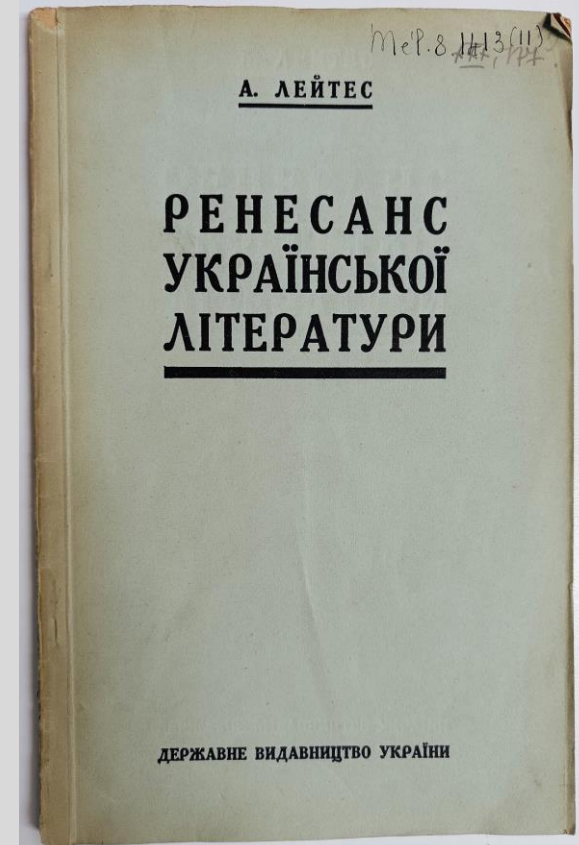 А. ЛЕЙТЕС
РЕНЕСАНС
УКРАЇНСЬКОЇ
ЛІТЕРАТУРИ
ДЕРЖАВНЕ ВИДАВНИЦТВО УКРАЇНИ